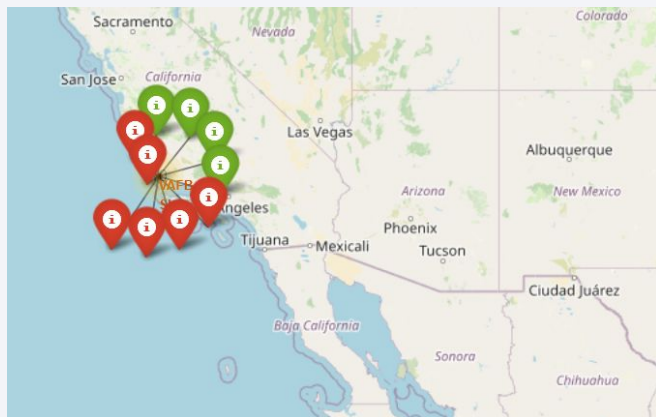 Sacramento
Nevada
Colorado
San Jose
California
Las Vegas
Albuquerque
VAFB
Angeles
Arizona
New Mexico
Phoenix
Tijuana
Mexicali
Tucson
Ciudad Juárez
Baja California
Sonora
Chihuahua